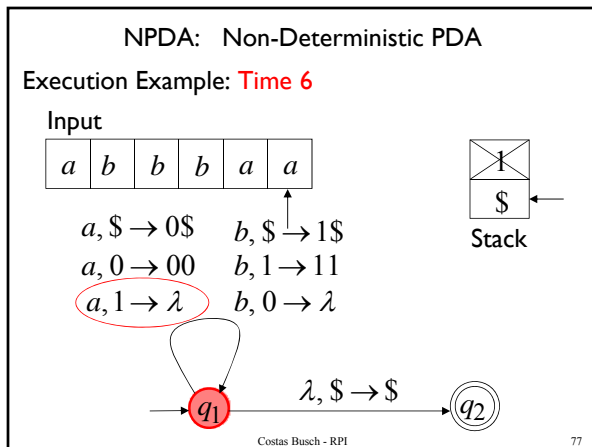 NPDA: Non-Deterministic PDA
Execution Example: Time 6
Input
a b b b a a
1
$
Stack
a, $ → 0$ b, $ → 1$
a, 0 → 00 b, 1 → 11
a, 1 → λ b, 0 → λ
λ, $ → $
q₁ q₂
Costas Busch - RPI 77